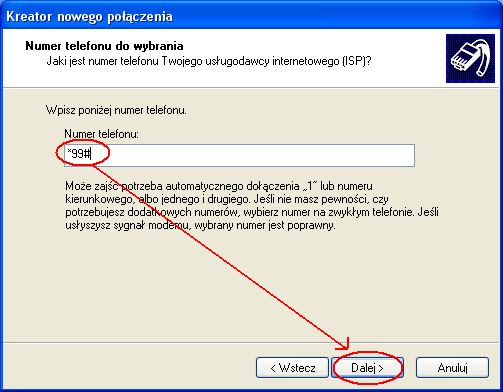 Kreator nowego połączenia
Numer telefonu do wybrania
Jaki jest numer telefonu Twojego usługodawcy internetowego (ISP)?
Wpisz poniżej numer telefonu.
Numer telefonu:
*99#
Może zajść potrzeba automatycznego dołączenia „1” lub numeru
kierunkowego, albo jednego i drugiego. Jeśli nie masz pewności, czy
potrzebujesz dodatkowych numerów, wybierz numer na zwykłym telefonie. Jeśli
usłyszysz sygnał modemu, wybrany numer jest poprawny.
< Wstecz Dalej > Anuluj